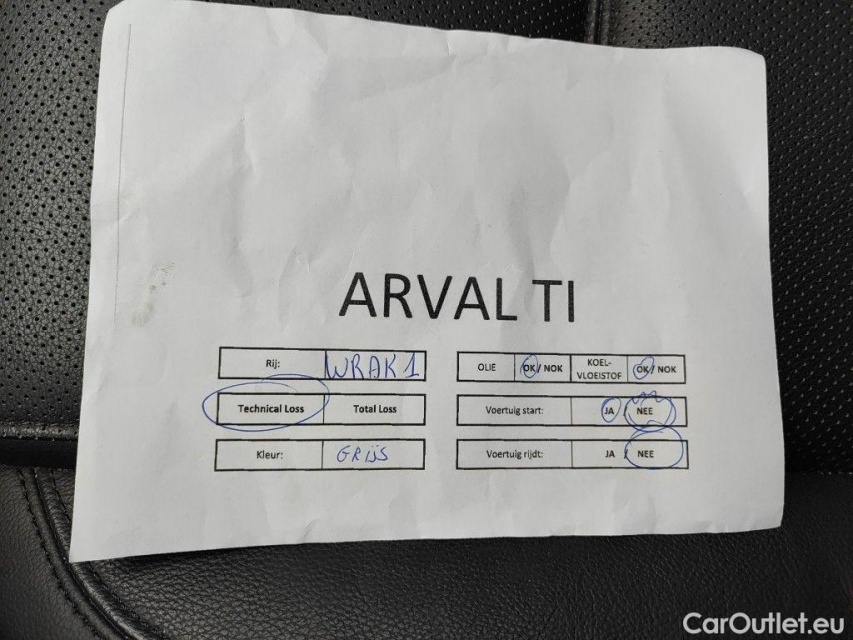 ARVAL TI
Rij: WRAK 1
OLIE OK / NOK KOEL-VLOEISTOF OK / NOK
Technical Loss Total Loss
Voertuig start: JA / NEE
Kleur: GRIJS
Voertuig rijdt: JA / NEE
CarOutlet.eu